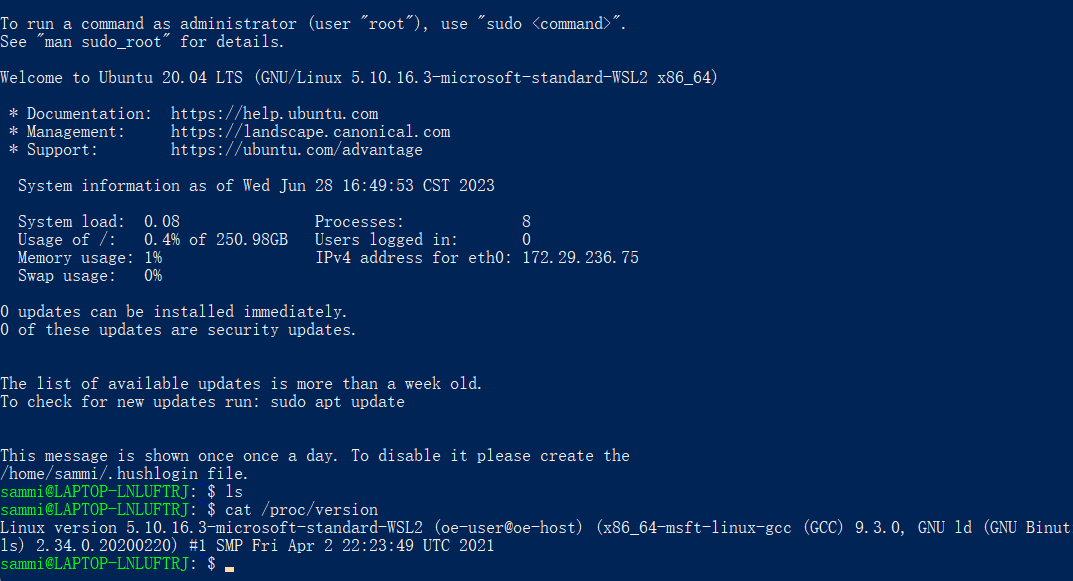 To run a command as administrator (user "root"), use "sudo <command>".
See "man sudo_root" for details.
Welcome to Ubuntu 20.04 LTS (GNU/Linux 5.10.16.3-microsoft-standard-WSL2 x86_64)
* Documentation:  https://help.ubuntu.com
* Management:     https://landscape.canonical.com
* Support:        https://ubuntu.com/advantage
System information as of Wed Jun 28 16:49:53 CST 2023
System load:  0.08               Processes:             8
Usage of /:   0.4% of 250.98GB   Users logged in:       0
Memory usage: 1%                 IPv4 address for eth0: 172.29.236.75
Swap usage:   0%
0 updates can be installed immediately.
0 of these updates are security updates.
The list of available updates is more than a week old.
To check for new updates run: sudo apt update
This message is shown once once a day. To disable it please create the
/home/sammi/.hushlogin file.
sammi@LAPTOP-LNLUFTRJ: $ ls
sammi@LAPTOP-LNLUFTRJ: $ cat /proc/version
Linux version 5.10.16.3-microsoft-standard-WSL2 (oe-user@oe-host) (x86_64-msft-linux-gcc (GCC) 9.3.0, GNU ld (GNU Binut
ls) 2.34.0.20200220) #1 SMP Fri Apr 2 22:23:49 UTC 2021
sammi@LAPTOP-LNLUFTRJ: $